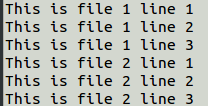 This is file 1 line 1
This is file 1 line 2
This is file 1 line 3
This is file 2 line 1
This is file 2 line 2
This is file 2 line 3